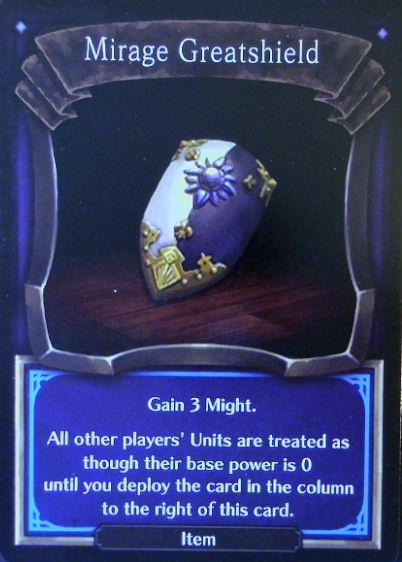 Mirage Greatshield
Gain 3 Might.
All other players' Units are treated as
though their base power is 0
until you deploy the card in the column
to the right of this card.
Item